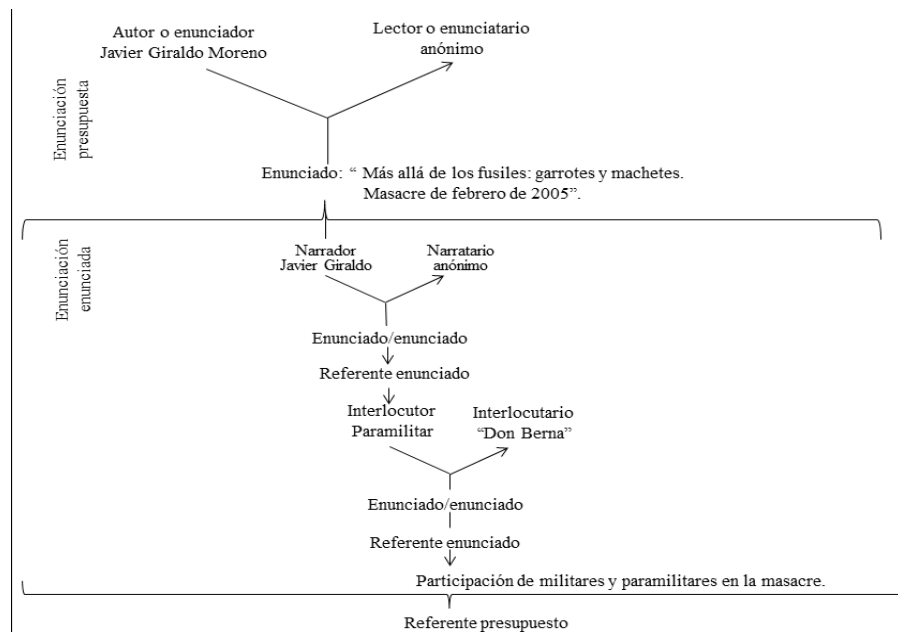 Autor o enunciador
Javier Giraldo Moreno
Lector o enunciatario
anónimo
Enunciación
presupuesta
Enunciado: “ Más allá de los fusiles: garrotes y machetes.
Masacre de febrero de 2005”.
Enunciación
enunciada
Narrador
Javier Giraldo
Narratario
anónimo
Enunciado/enunciado
Referente enunciado
Interlocutor
Paramilitar
Interlocutario
“Don Berna”
Enunciado/enunciado
Referente enunciado
Participación de militares y paramilitares en la masacre.
Referente presupuesto